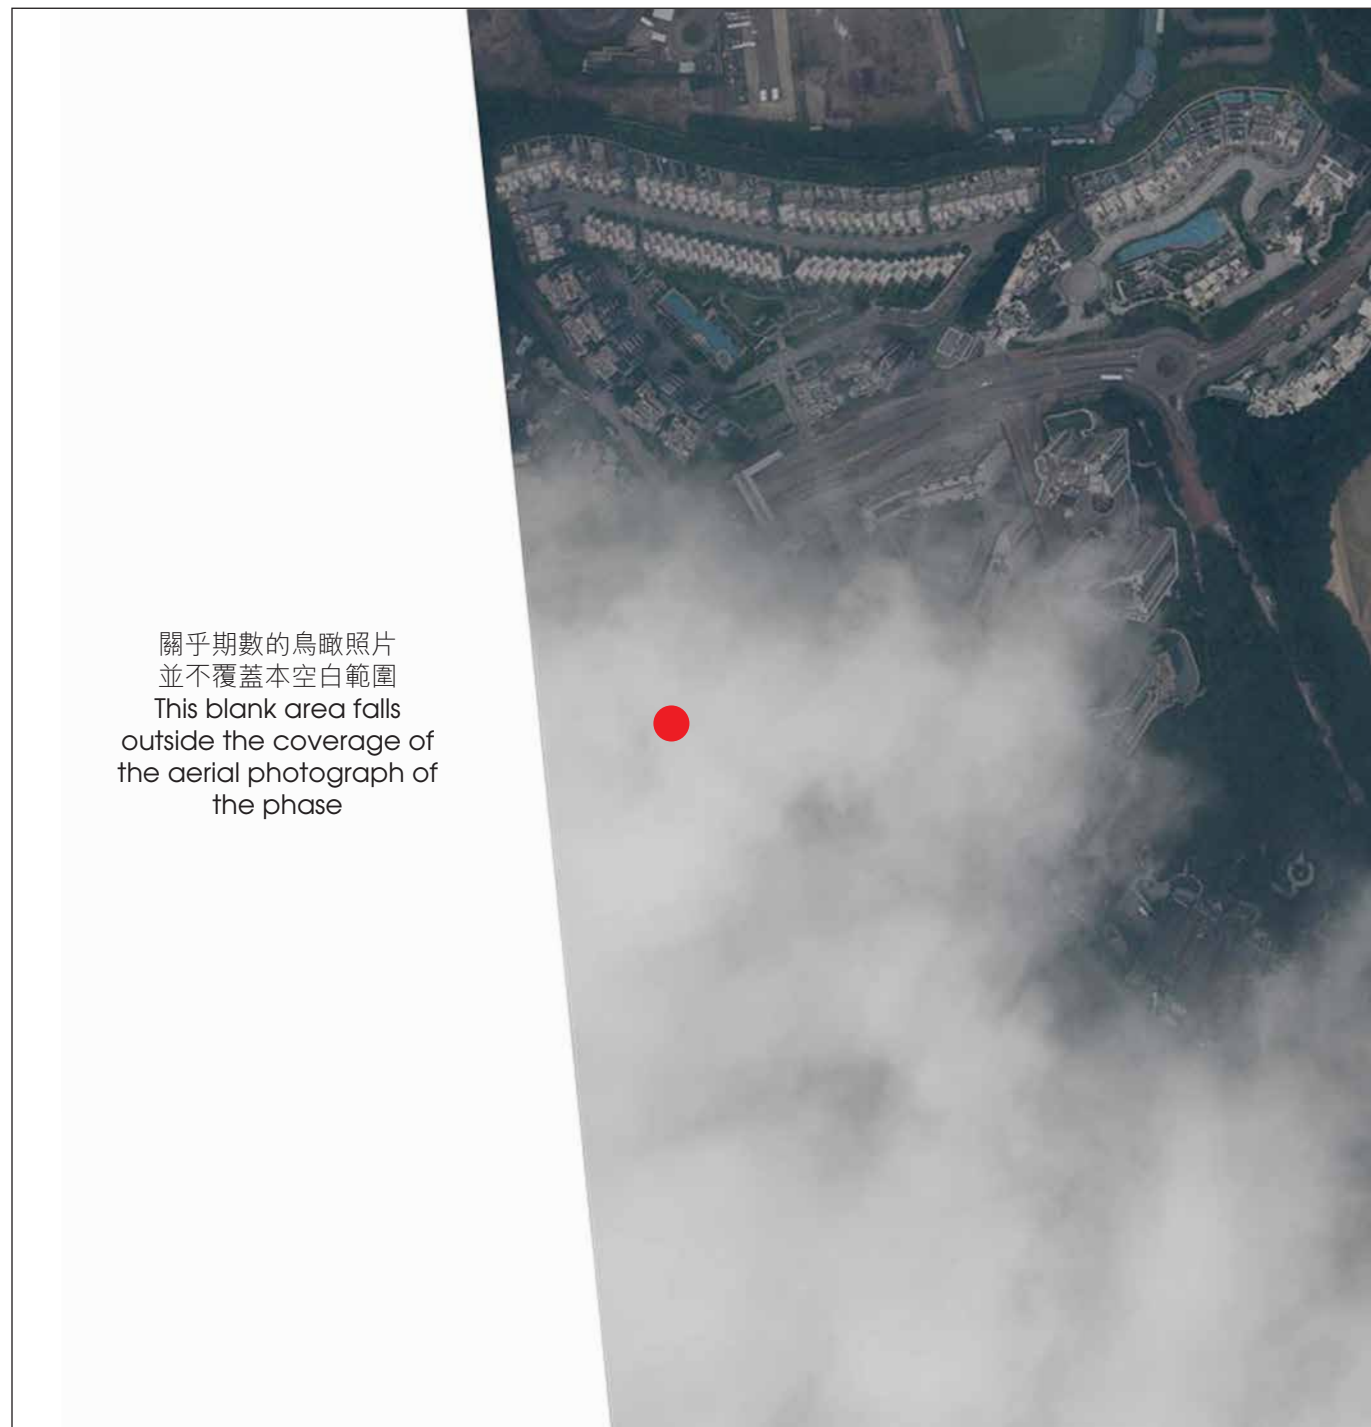 關乎期數的鳥瞰照片
並不覆蓋本空白範圍
This blank area falls
outside the coverage of
the aerial photograph of
the phase